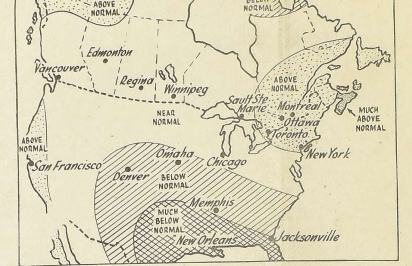 ABOVE
NORMAL
BELOW
NORMAL
Edmonton
Vancouver
Regina
Winnipeg
ABOVE
NORMAL
Sault Ste.
Marie
Montreal
Ottawa
Toronto
MUCH
ABOVE
NORMAL
NEAR
NORMAL
ABOVE
NORMAL
San Francisco
Omaha
Chicago
New York
Denver
BELOW
NORMAL
Memphis
MUCH
BELOW
NORMAL
New Orleans
Jacksonville